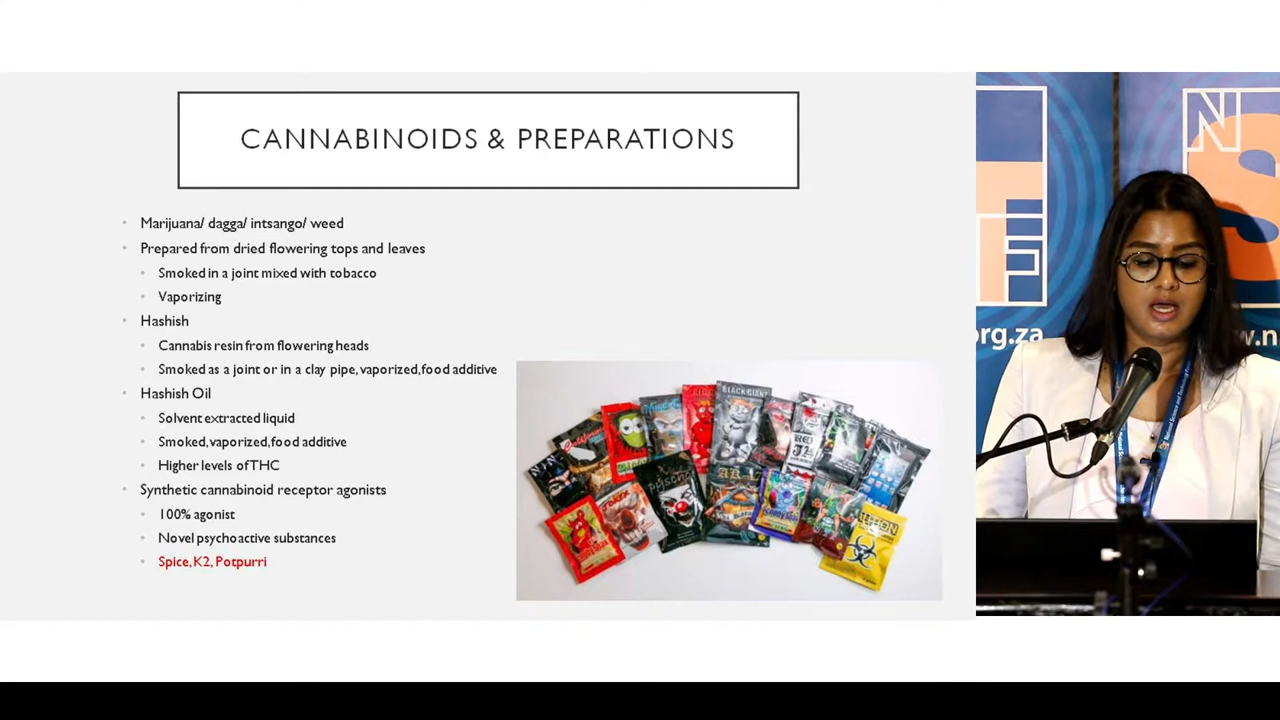 CANNABINOIDS & PREPARATIONS
Marijuana/ dagga/ intsango/ weed
Prepared from dried flowering tops and leaves
Smoked in a joint mixed with tobacco
Vaporizing
Hashish
Cannabis resin from flowering heads
Smoked as a joint or in a clay pipe, vaporized, food additive
Hashish Oil
Solvent extracted liquid
Smoked, vaporized, food additive
Higher levels of THC
Synthetic cannabinoid receptor agonists
100% agonist
Novel psychoactive substances
Spice, K2, Potpurri
BLACK GIANT
N
S
F
org.za
w.n